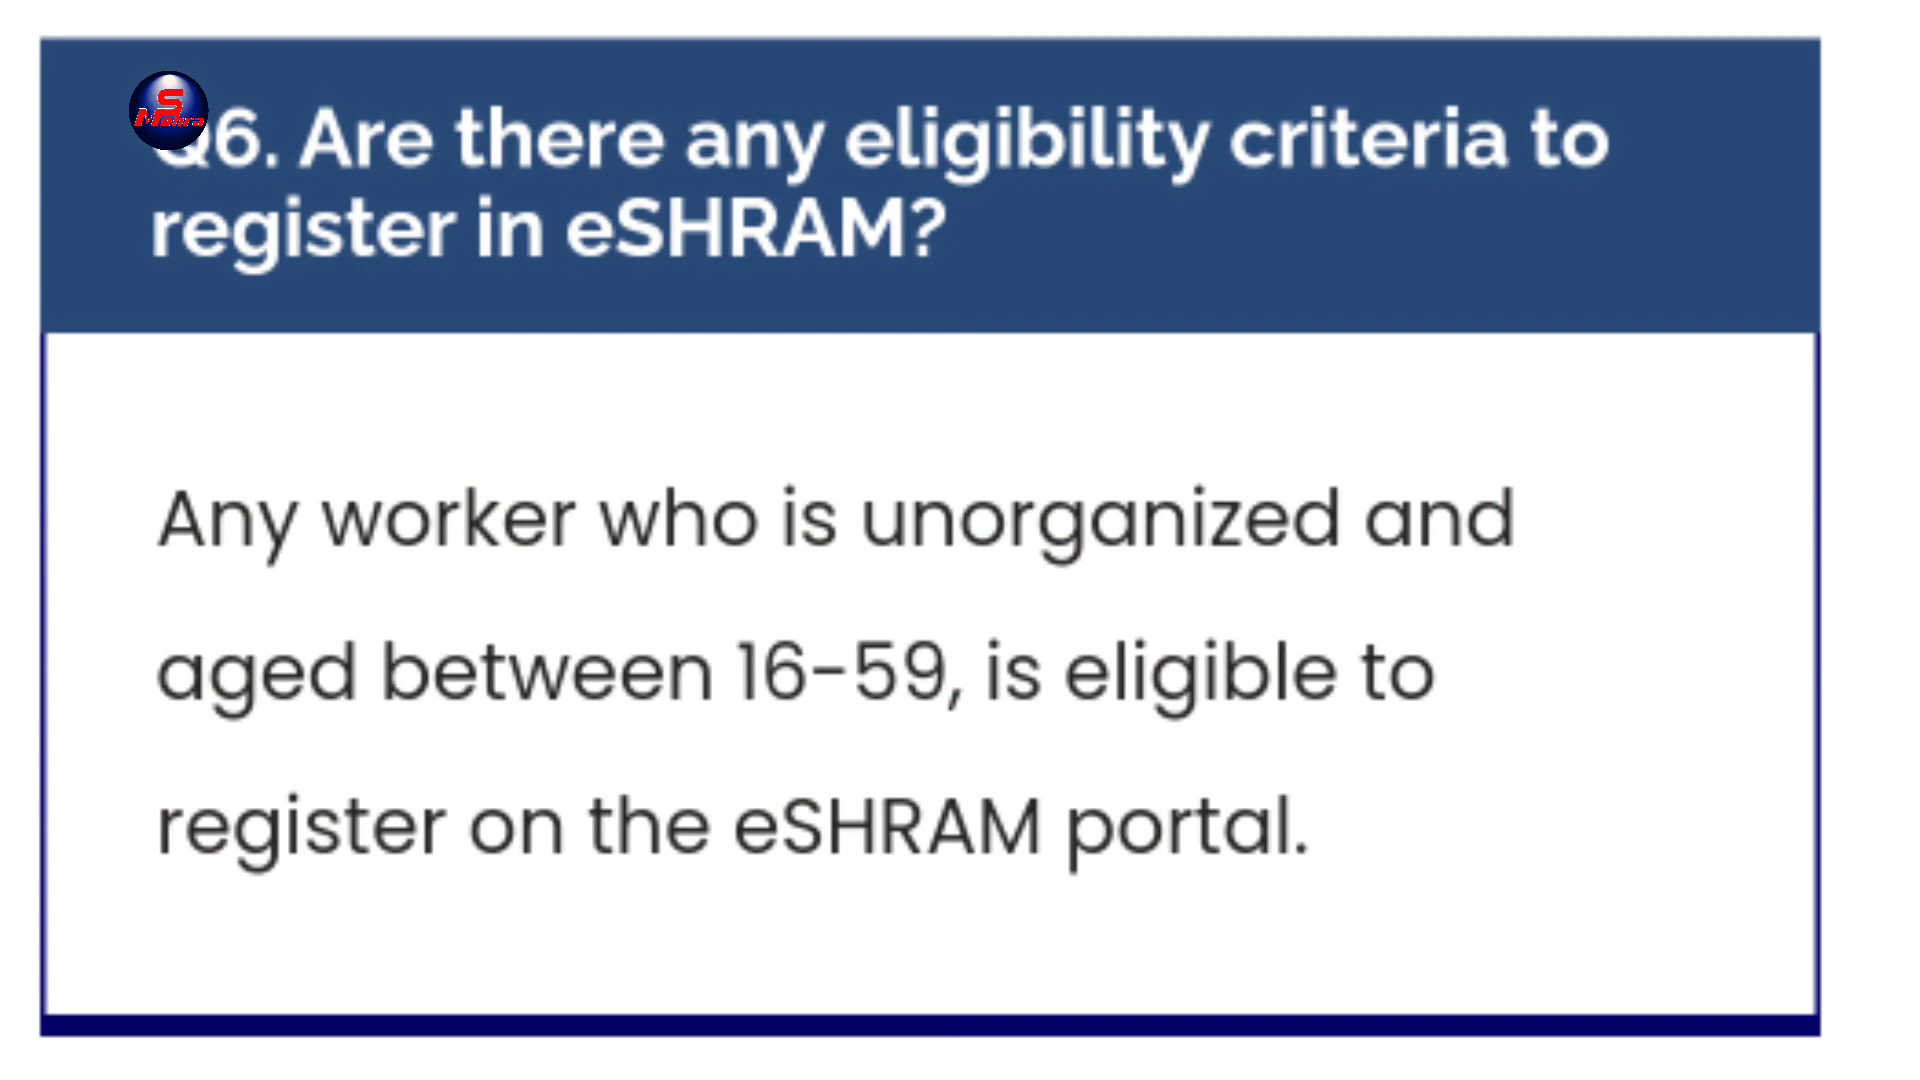 S
Mehra
Q6. Are there any eligibility criteria to
register in eSHRAM?
Any worker who is unorganized and
aged between 16-59, is eligible to
register on the eSHRAM portal.